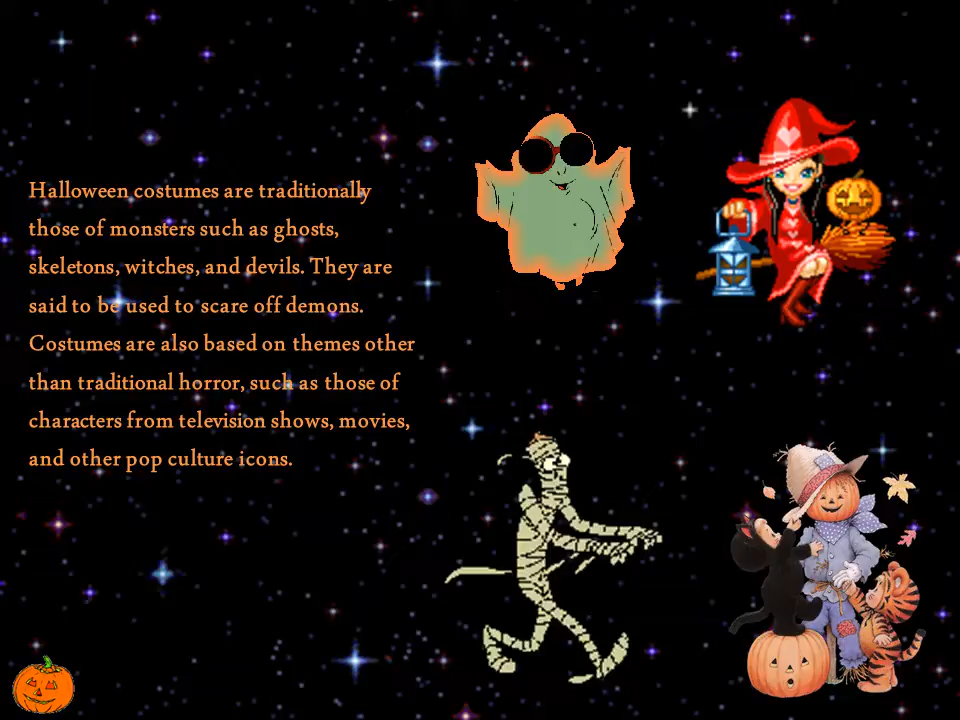 Halloween costumes are traditionally
those of monsters such as ghosts,
skeletons, witches, and devils. They are
said to be used to scare off demons.
Costumes are also based on themes other
than traditional horror, such as those of
characters from television shows, movies,
and other pop culture icons.